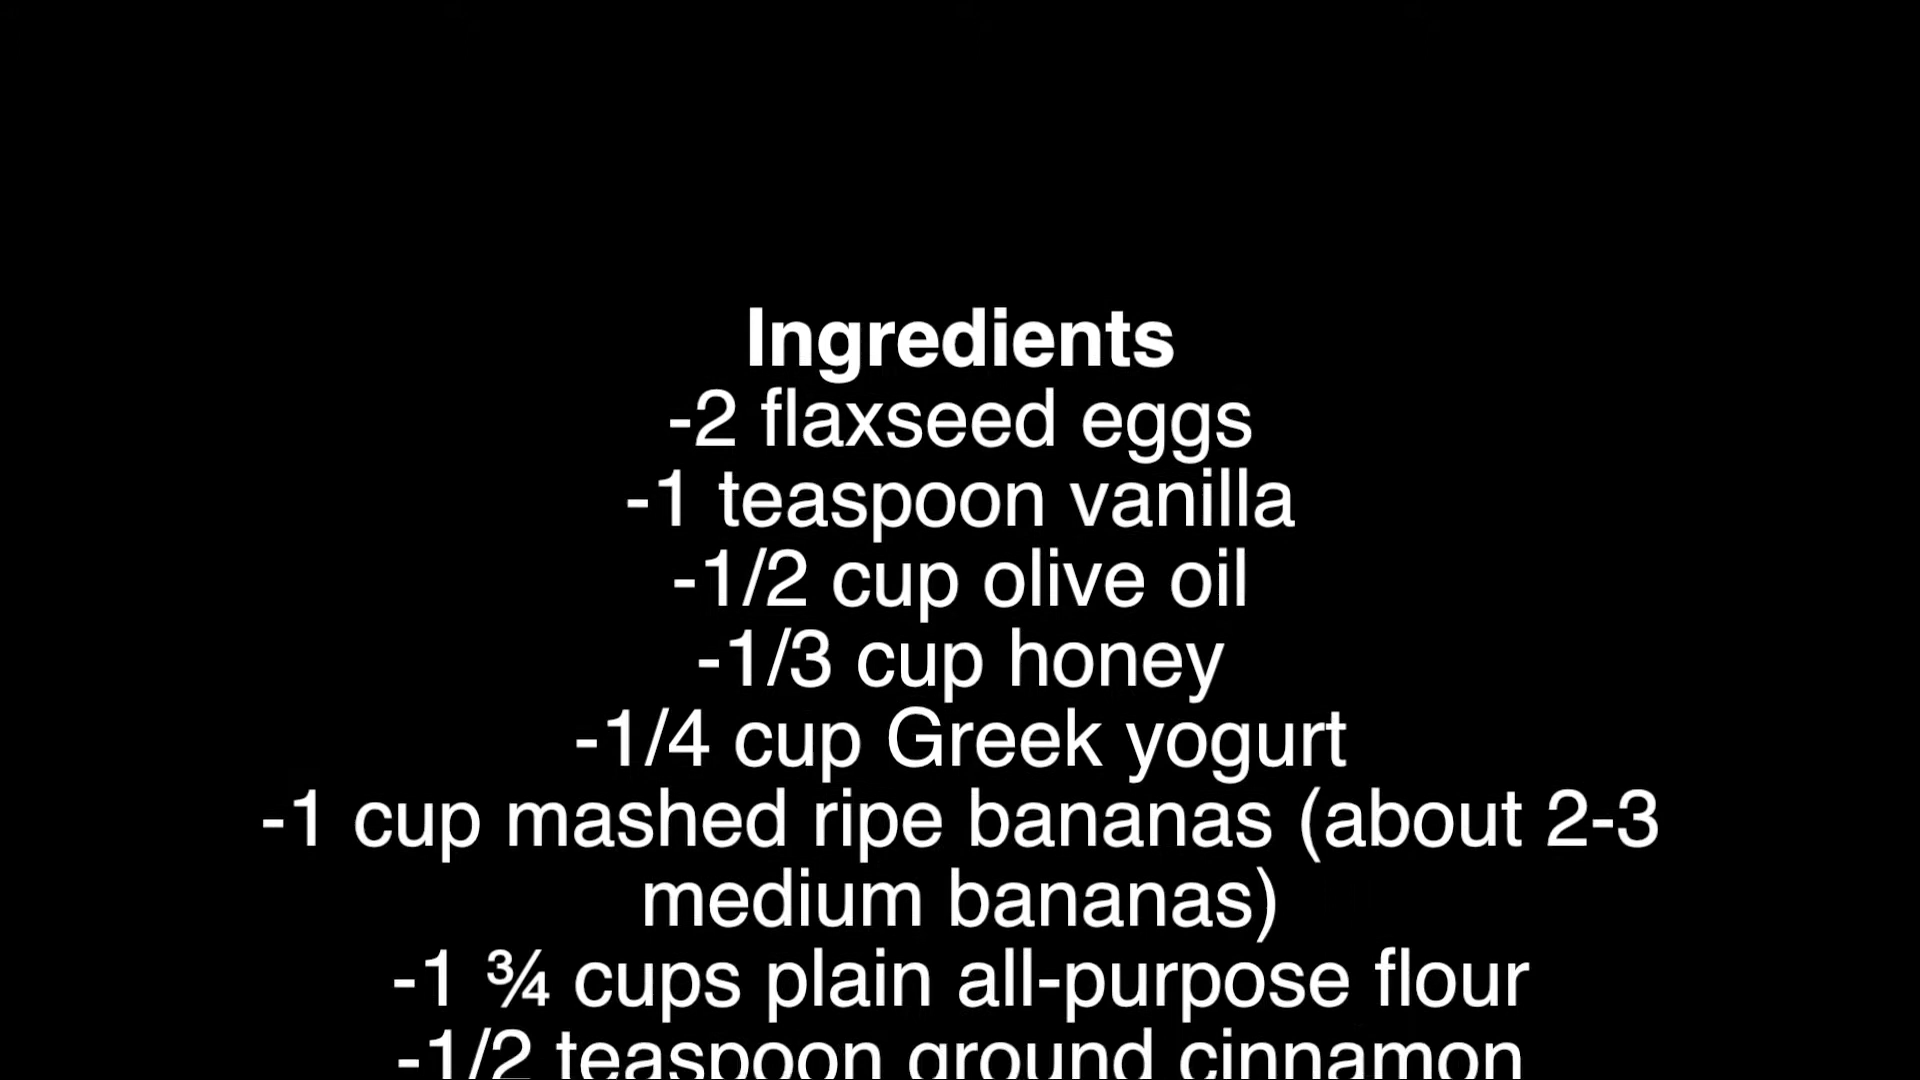 Ingredients
-2 flaxseed eggs
-1 teaspoon vanilla
-1/2 cup olive oil
-1/3 cup honey
-1/4 cup Greek yogurt
-1 cup mashed ripe bananas (about 2-3
medium bananas)
-1 ¾ cups plain all-purpose flour
-1/2 teaspoon ground cinnamon